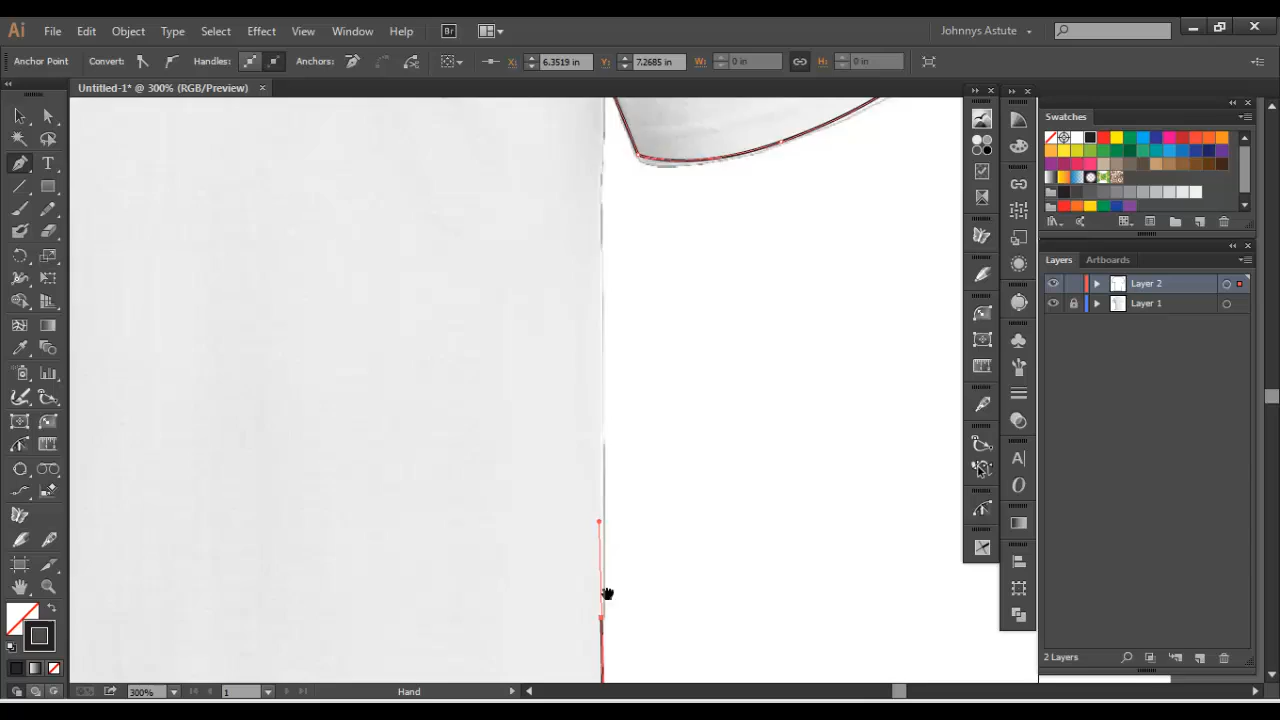 Ai File Edit Object Type Select Effect View Window Help Br Johnnys Astute
Anchor Point Convert: Handles: Anchors: X: 6.3519 in Y: 7.2685 in W: 0 in H: 0 in
Untitled-1* @ 300% (RGB/Preview)
Swatches
Layers Artboards
Layer 2
Layer 1
2 Layers
300% 1 Hand